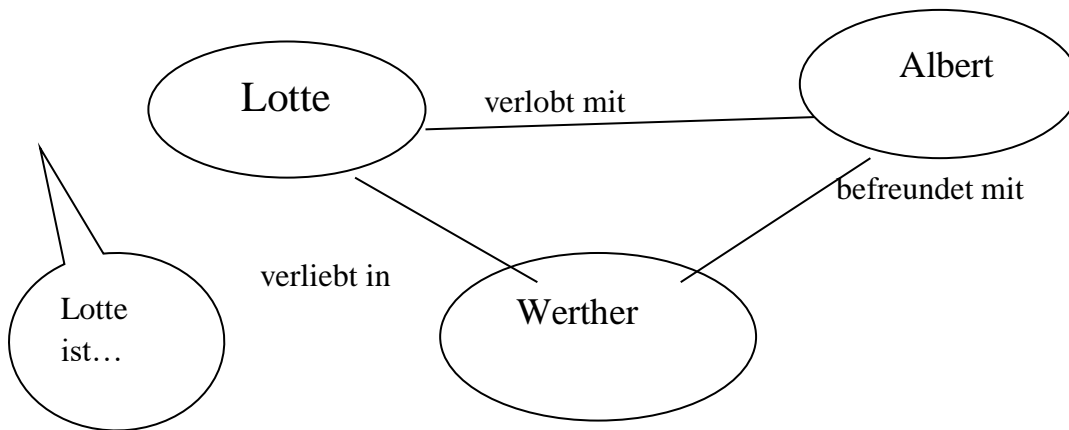 Lotte
Albert
verlobt mit
befreundet mit
verliebt in
Werther
Lotte
ist…